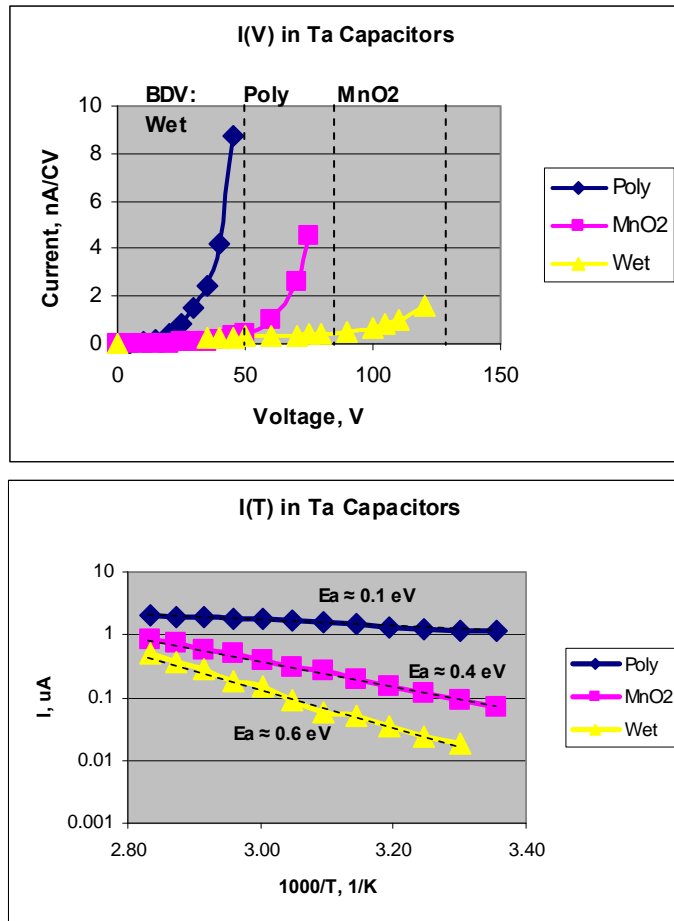 I(V) in Ta Capacitors
BDV: Poly MnO2
Wet
10
8
6
4
2
0
0 50 100 150
Current, nA/CV
Voltage, V
Poly
MnO2
Wet
I(T) in Ta Capacitors
10
1
0.1
0.01
0.001
Ea ≈ 0.1 eV
Ea ≈ 0.4 eV
Ea ≈ 0.6 eV
2.80 3.00 3.20 3.40
I, uA
1000/T, 1/K
Poly
MnO2
Wet